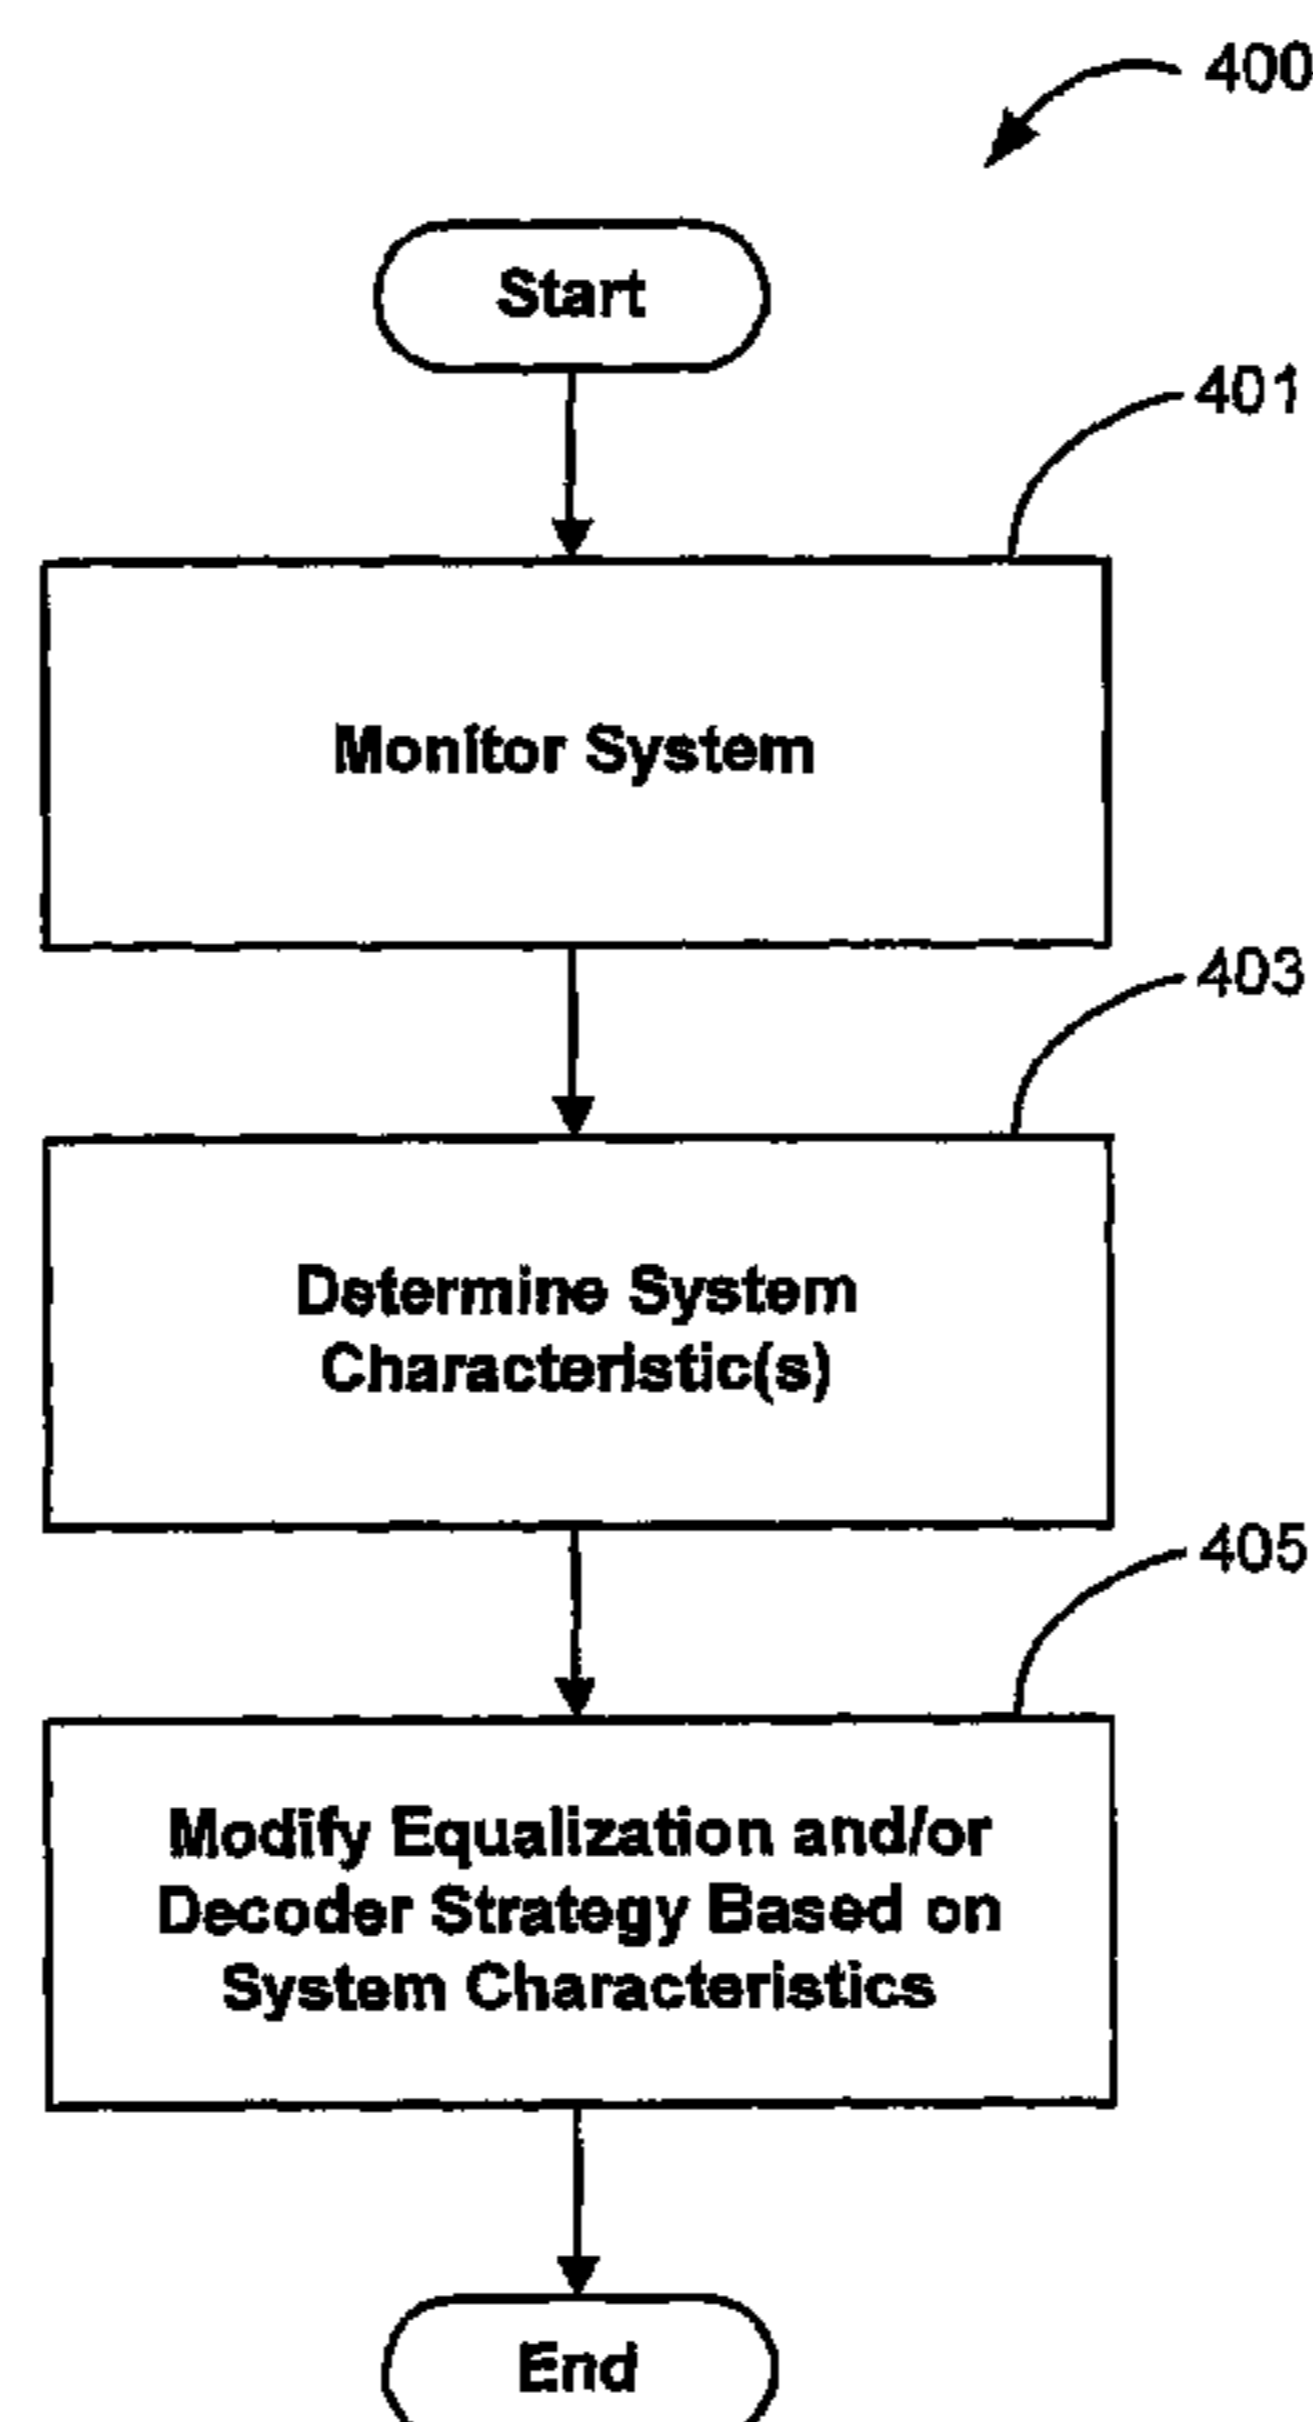 400
Start
401
Monitor System
403
Determine System
Characteristic(s)
405
Modify Equalization and/or
Decoder Strategy Based on
System Characteristics
End